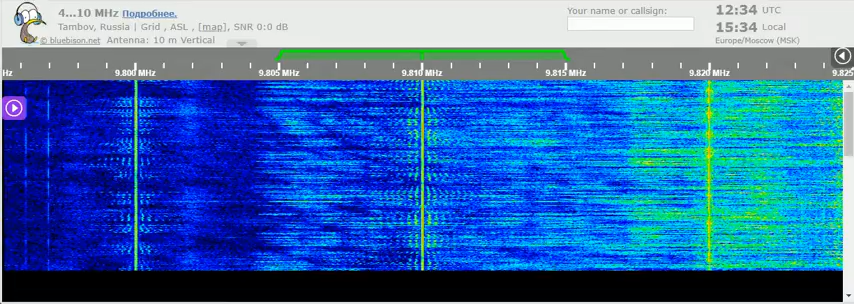 4...10 MHz Подробнее.
Tambov, Russia | Grid , ASL , [map], SNR 0:0 dB
© bluebison.net Antenna: 10 m Vertical
Your name or callsign:
12:34 UTC
15:34 Local
Europe/Moscow (MSK)
Hz 9.800 MHz 9.805 MHz 9.810 MHz 9.815 MHz 9.820 MHz 9.825